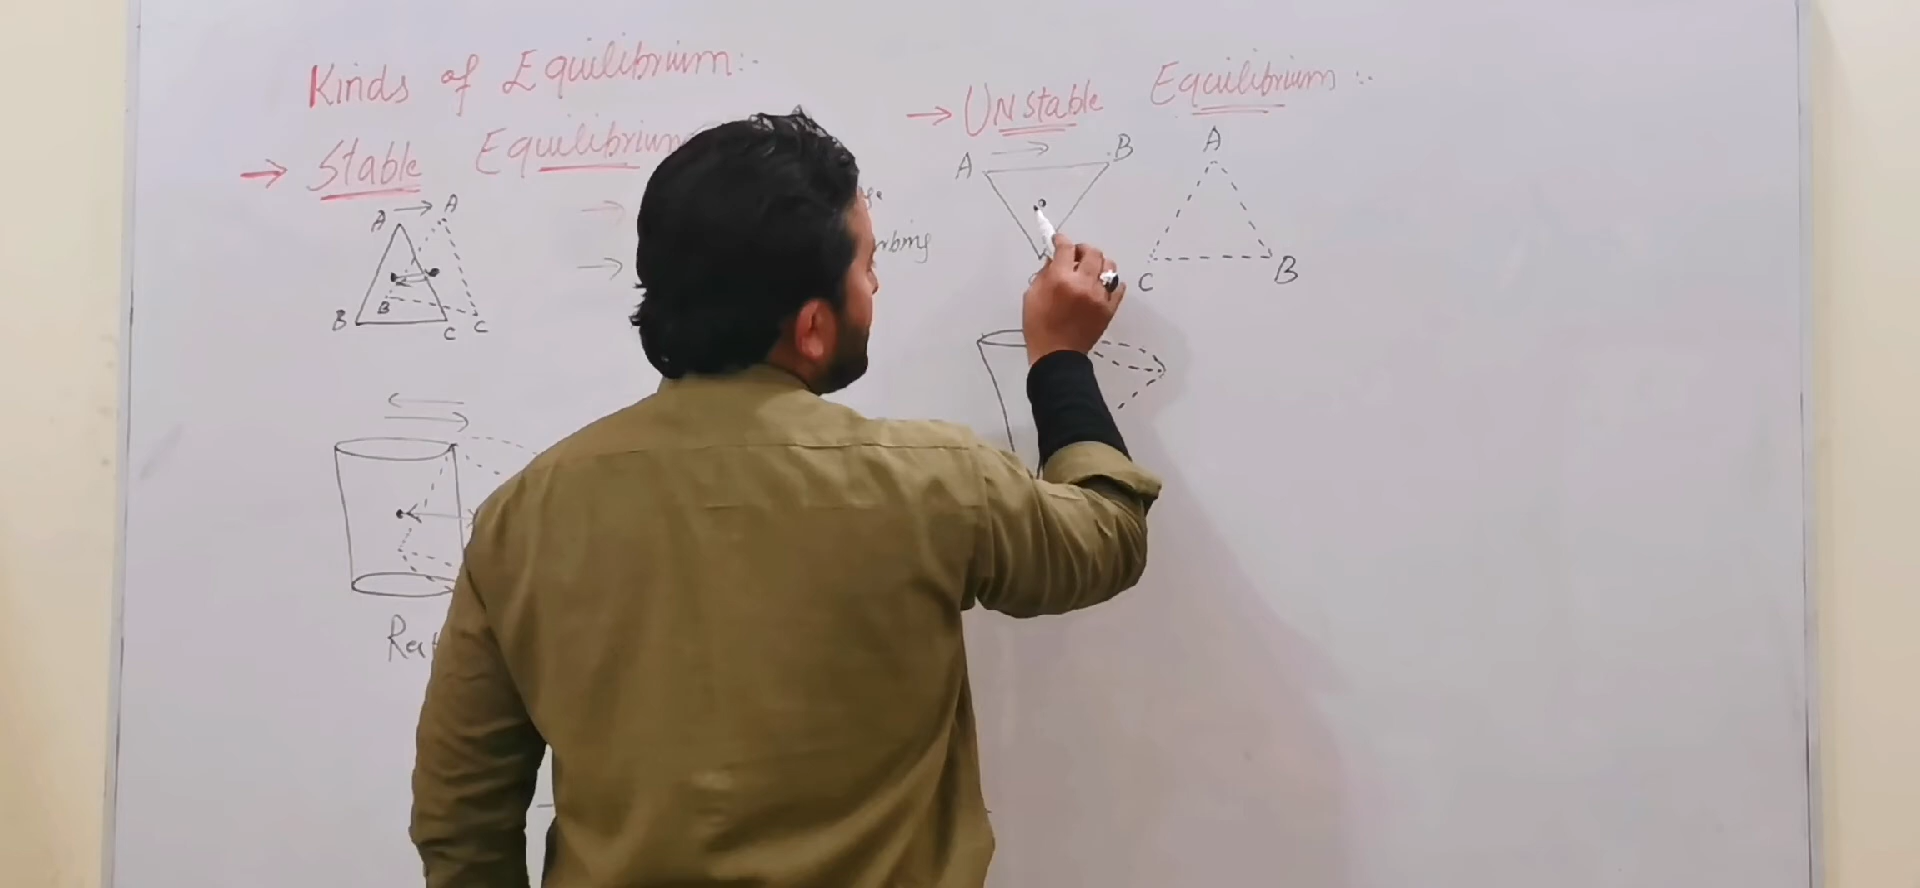 Kinds of Equilibrium:-
→ Stable Equilibrium
A → A
B B C C
→ UNstable Equilibrium :-
A → B
A
C B